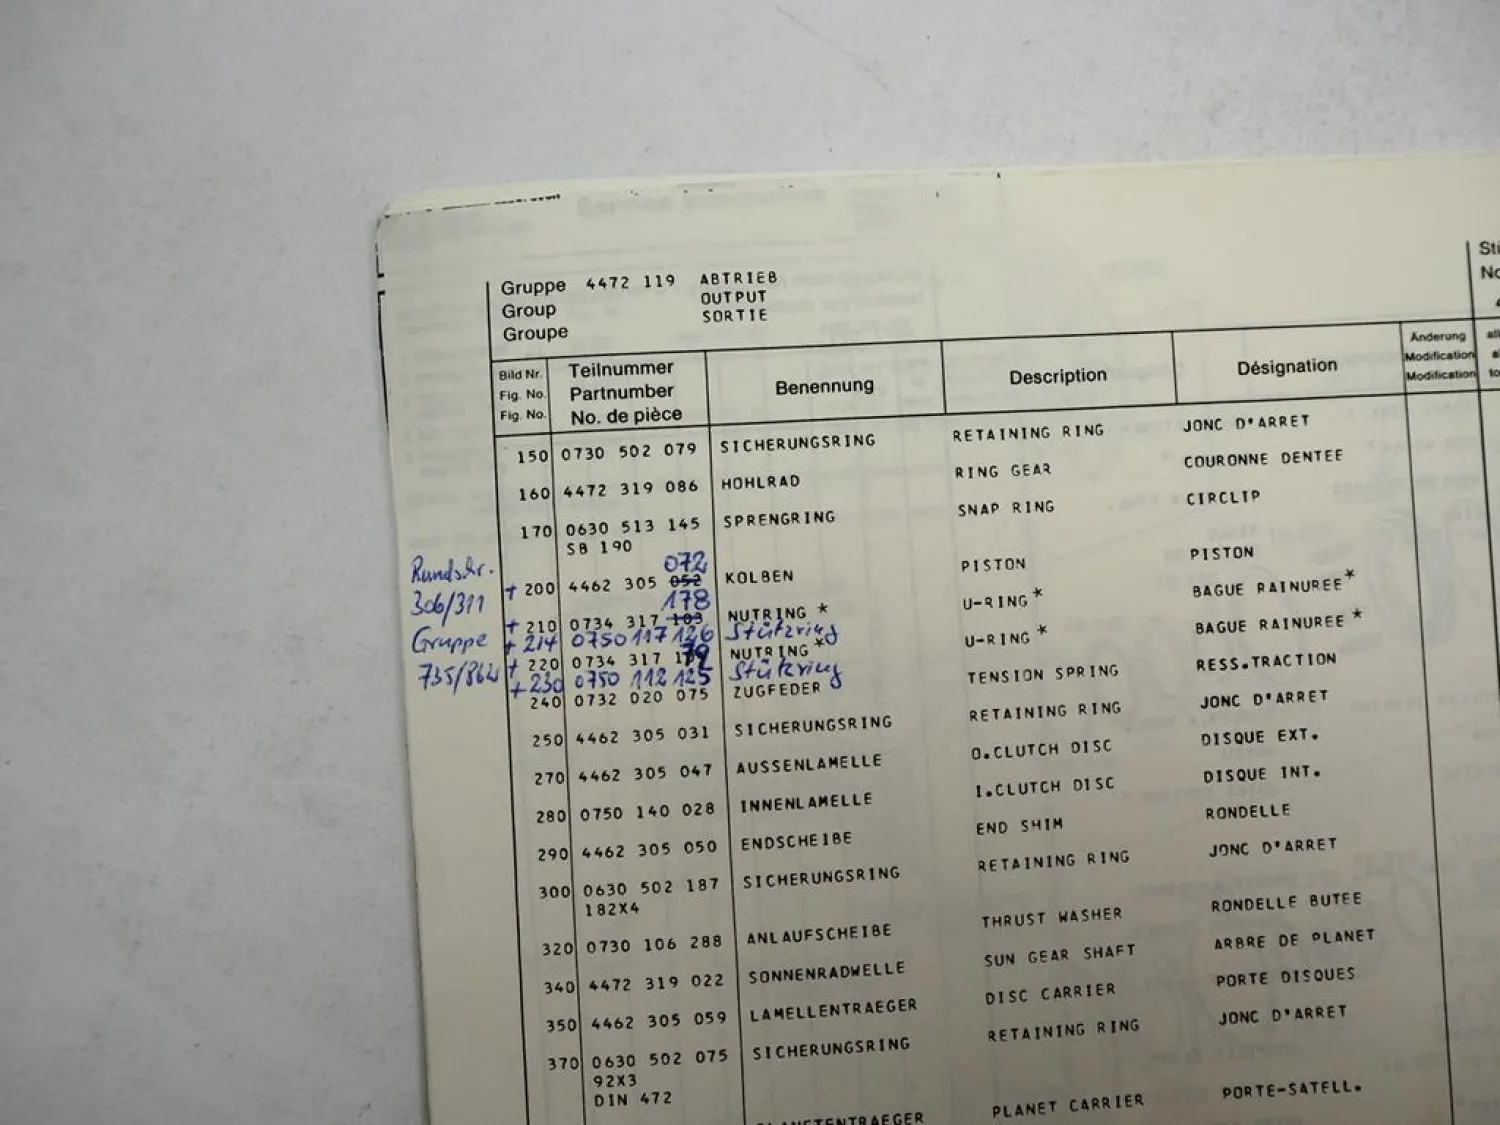 Gruppe 4472 119 ABTRIEB
Group OUTPUT
Groupe SORTIE
Sti
No
Bild Nr. Teilnummer Benennung Description Désignation Änderung
Fig. No. Partnumber Modification
Fig. No. No. de pièce Modification
150 0730 502 079 SICHERUNGSRING RETAINING RING JONC D'ARRET
160 4472 319 086 HOHLRAD RING GEAR COURONNE DENTEE
170 0630 513 145 SPRENGRING SNAP RING CIRCLIP
SB 190
072
+ 200 4462 305 052 KOLBEN PISTON PISTON
178
+ 210 0734 317 103 NUTRING * U-RING * BAGUE RAINUREE *
+ 214 0750 117 126 Stützring
+ 220 0734 317 NUTRING * U-RING * BAGUE RAINUREE *
+ 230 0750 112 125 Stützring
240 0732 020 075 ZUGFEDER TENSION SPRING RESS.TRACTION
250 4462 305 031 SICHERUNGSRING RETAINING RING JONC D'ARRET
270 4462 305 047 AUSSENLAMELLE O.CLUTCH DISC DISQUE EXT.
280 0750 140 028 INNENLAMELLE I.CLUTCH DISC DISQUE INT.
290 4462 305 050 ENDSCHEIBE END SHIM RONDELLE
300 0630 502 187 SICHERUNGSRING RETAINING RING JONC D'ARRET
182X4
320 0730 106 288 ANLAUFSCHEIBE THRUST WASHER RONDELLE BUTEE
340 4472 319 022 SONNENRADWELLE SUN GEAR SHAFT ARBRE DE PLANET
350 4462 305 059 LAMELLENTRAEGER DISC CARRIER PORTE DISQUES
370 0630 502 075 SICHERUNGSRING RETAINING RING JONC D'ARRET
92X3
DIN 472
PLANETENTRAEGER PLANET CARRIER PORTE-SATELL.
Rundschr.
306/311
Gruppe